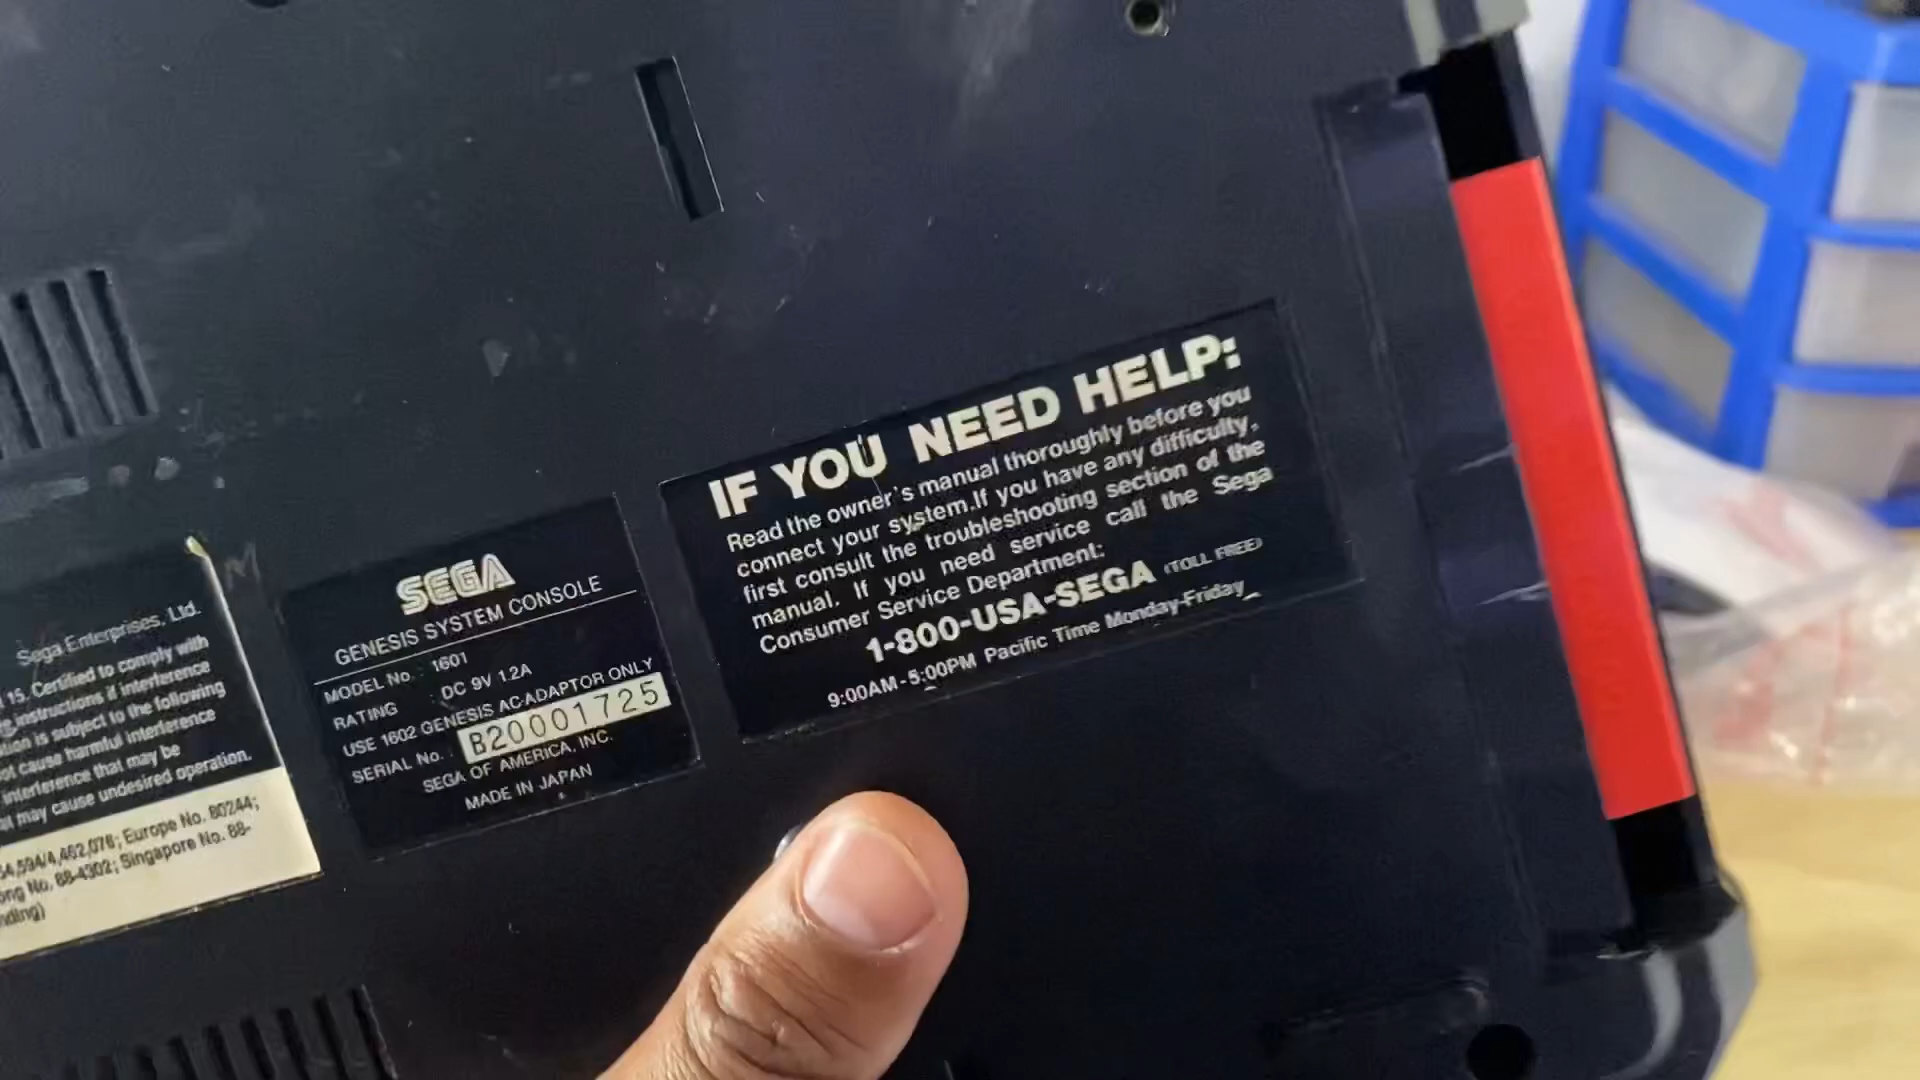 Sega Enterprises, Ltd.
15. Certified to comply with
instructions if interference
is subject to the following
cause harmful interference
interference that may be
may cause undesired operation.
4,462,078; Europe No. 80244;
No. 88-4302; Singapore No. 88-
SEGA
GENESIS SYSTEM CONSOLE
MODEL No. 1601
RATING DC 9V 1.2A
USE 1602 GENESIS AC-ADAPTOR ONLY
SERIAL No. B20001725
SEGA OF AMERICA, INC.
MADE IN JAPAN
IF YOU NEED HELP:
Read the owner's manual thoroughly before you
connect your system.If you have any difficulty,
first consult the troubleshooting section of the
manual. If you need service call the Sega
Consumer Service Department:
1-800-USA-SEGA (TOLL FREE)
9:00AM-5:00PM Pacific Time Monday-Friday